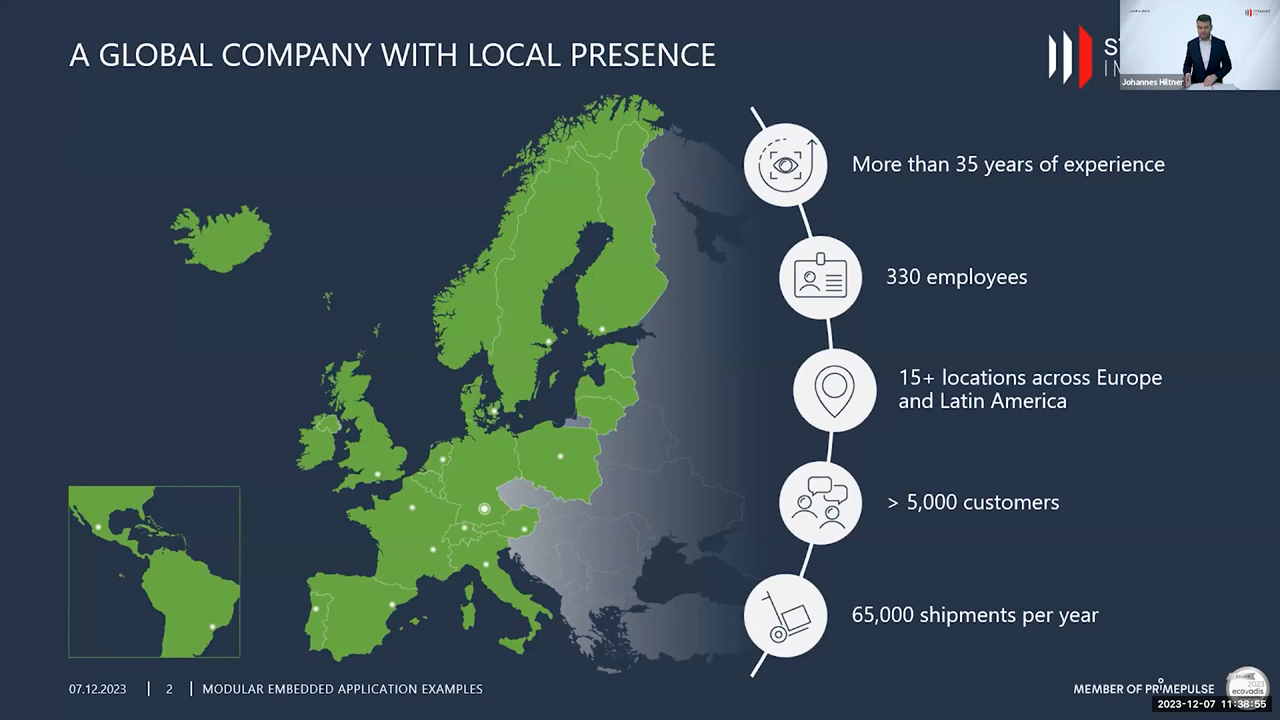 A GLOBAL COMPANY WITH LOCAL PRESENCE
Johannes Hiltner
More than 35 years of experience
330 employees
15+ locations across Europe
and Latin America
> 5,000 customers
65,000 shipments per year
07.12.2023 | 2 | MODULAR EMBEDDED APPLICATION EXAMPLES
MEMBER OF PRIMEPULSE
2023
ecovadis
2023-12-07 11:38:55